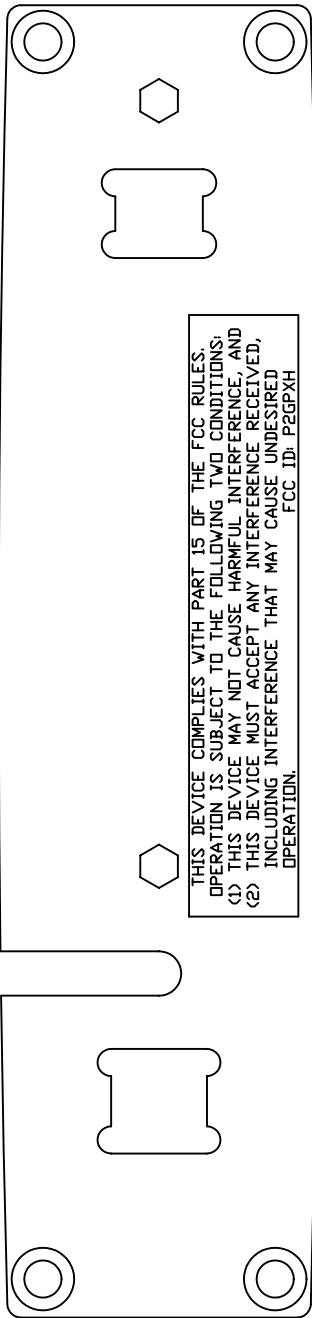 THIS DEVICE COMPLIES WITH PART 15 OF THE FCC RULES.
OPERATION IS SUBJECT TO THE FOLLOWING TWO CONDITIONS:
(1) THIS DEVICE MAY NOT CAUSE HARMFUL INTERFERENCE, AND
(2) THIS DEVICE MUST ACCEPT ANY INTERFERENCE RECEIVED,
INCLUDING INTERFERENCE THAT MAY CAUSE UNDESIRED
OPERATION. FCC ID: P2GPXH